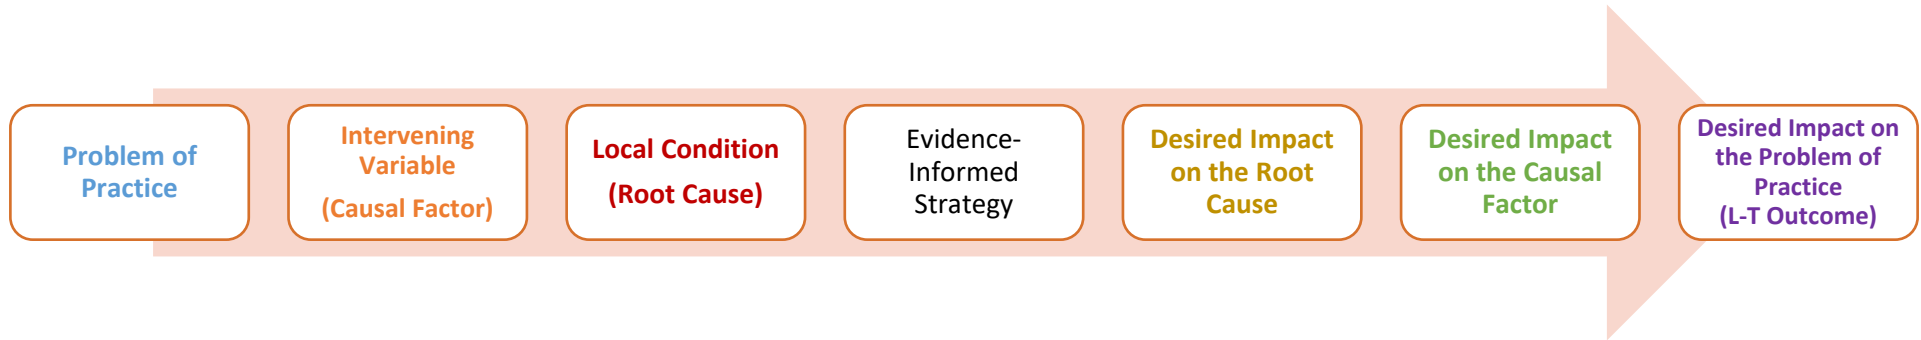 Problem of
Practice
Intervening
Variable
(Causal Factor)
Local Condition
(Root Cause)
Evidence-
Informed
Strategy
Desired Impact
on the Root
Cause
Desired Impact
on the Causal
Factor
Desired Impact on
the Problem of
Practice
(L-T Outcome)